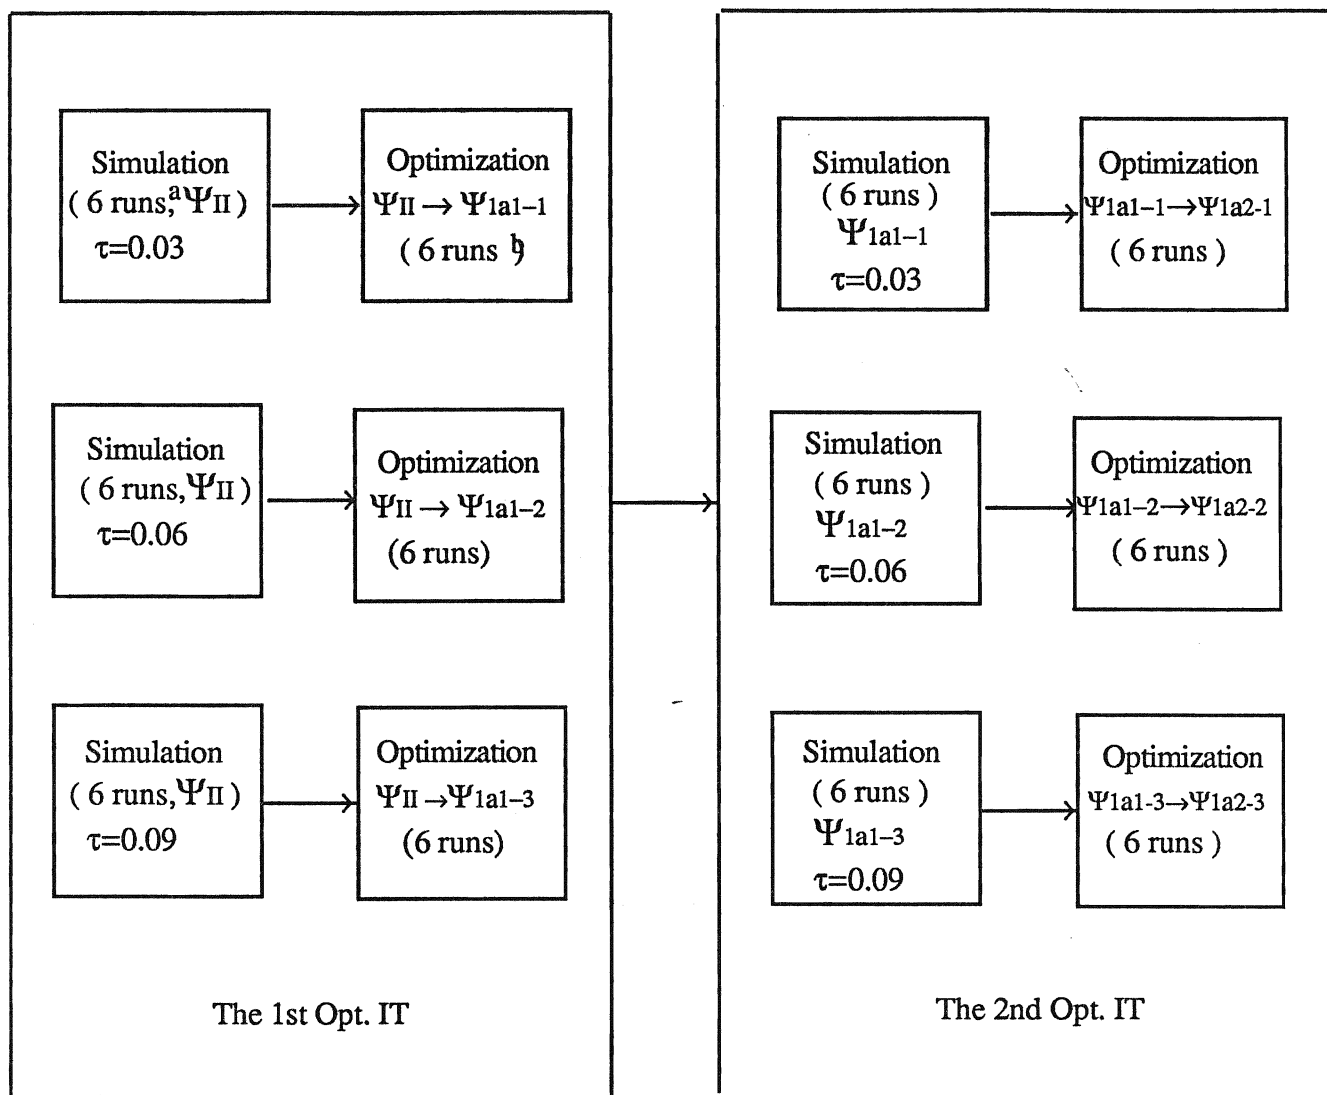 Simulation
( 6 runs,ᵃΨII)
τ=0.03
Optimization
ΨII → Ψ1a1–1
( 6 runs ᵇ)
Simulation
( 6 runs,ΨII)
τ=0.06
Optimization
ΨII → Ψ1a1–2
(6 runs)
Simulation
( 6 runs,ΨII)
τ=0.09
Optimization
ΨII →Ψ1a1–3
(6 runs)
The 1st Opt. IT
Simulation
( 6 runs )
Ψ1a1–1
τ=0.03
Optimization
Ψ1a1–1→Ψ1a2-1
( 6 runs )
Simulation
( 6 runs )
Ψ1a1–2
τ=0.06
Optimization
Ψ1a1–2→Ψ1a2-2
( 6 runs )
Simulation
( 6 runs )
Ψ1a1–3
τ=0.09
Optimization
Ψ1a1-3→Ψ1a2-3
( 6 runs )
The 2nd Opt. IT